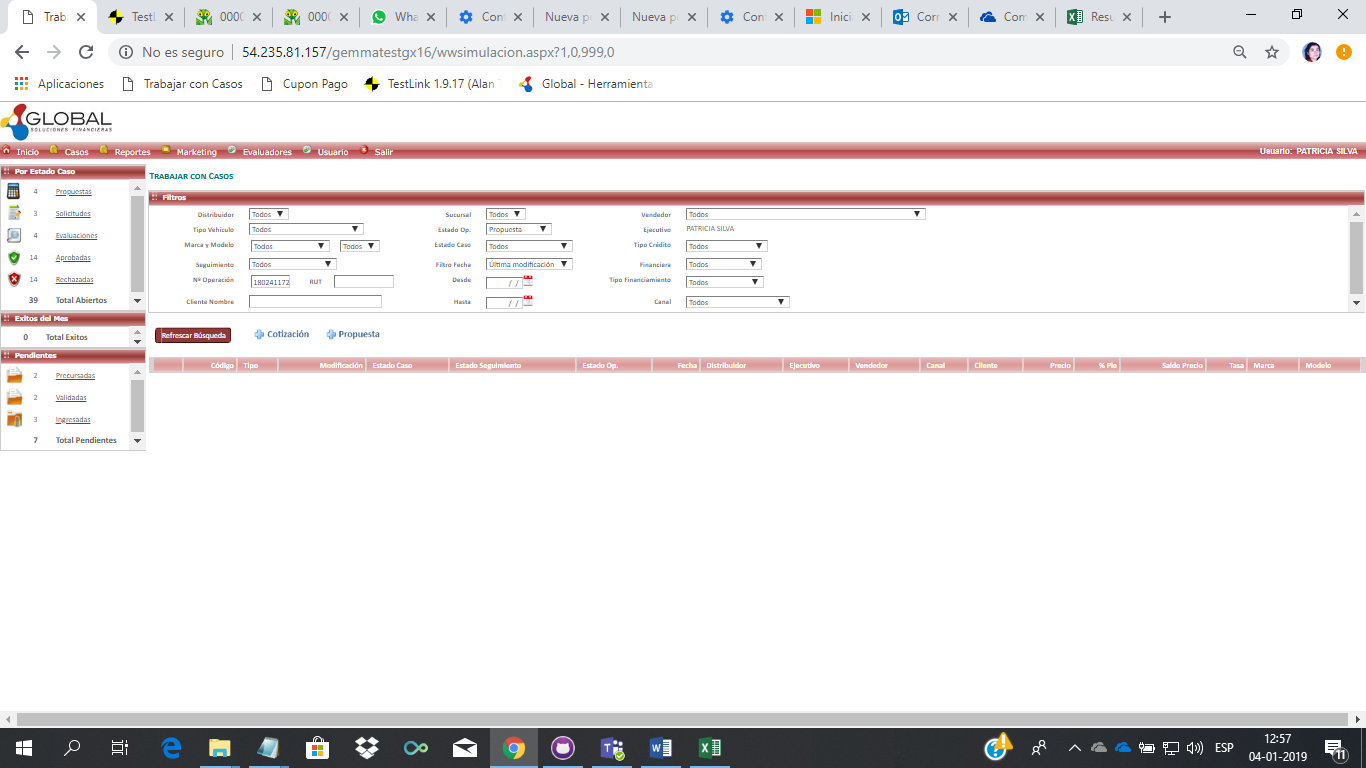 Trab
TestL
0000
0000
Wha
Cont
Nueva pe
Nueva pe
Cont
Inici
Corr
Com
Resu
No es seguro | 54.235.81.157/gemmatestgx16/wwsimulacion.aspx?1,0,999,0
Aplicaciones
Trabajar con Casos
Cupon Pago
TestLink 1.9.17 (Alan
Global - Herramienta
GLOBAL
SOLUCIONES FINANCIERAS
Inicio Casos Reportes Marketing Evaluadores Usuario Salir
Usuario: PATRICIA SILVA
Por Estado Caso
4 Propuestas
3 Solicitudes
4 Evaluaciones
14 Aprobadas
14 Rechazadas
39 Total Abiertos
Exitos del Mes
0 Total Exitos
Pendientes
2 Precursadas
2 Validadas
3 Ingresadas
7 Total Pendientes
TRABAJAR CON CASOS
Filtros
Distribuidor Todos Sucursal Todos Vendedor Todos
Tipo Vehiculo Todos Estado Op. Propuesta Ejecutivo PATRICIA SILVA
Marca y Modelo Todos Todos Estado Caso Todos Tipo Crédito Todos
Seguimiento Todos Filtro Fecha Última modificación Financiera Todos
Nº Operación 180241172 RUT Desde / / Tipo Financiamiento Todos
Cliente Nombre Hasta / / Canal Todos
Refrescar Búsqueda Cotización Propuesta
Código Tipo Modificación Estado Caso Estado Seguimiento Estado Op. Fecha Distribuidor Ejecutivo Vendedor Canal Cliente Precio % Pie Saldo Precio Tasa Marca Modelo
ESP
12:57
04-01-2019
11